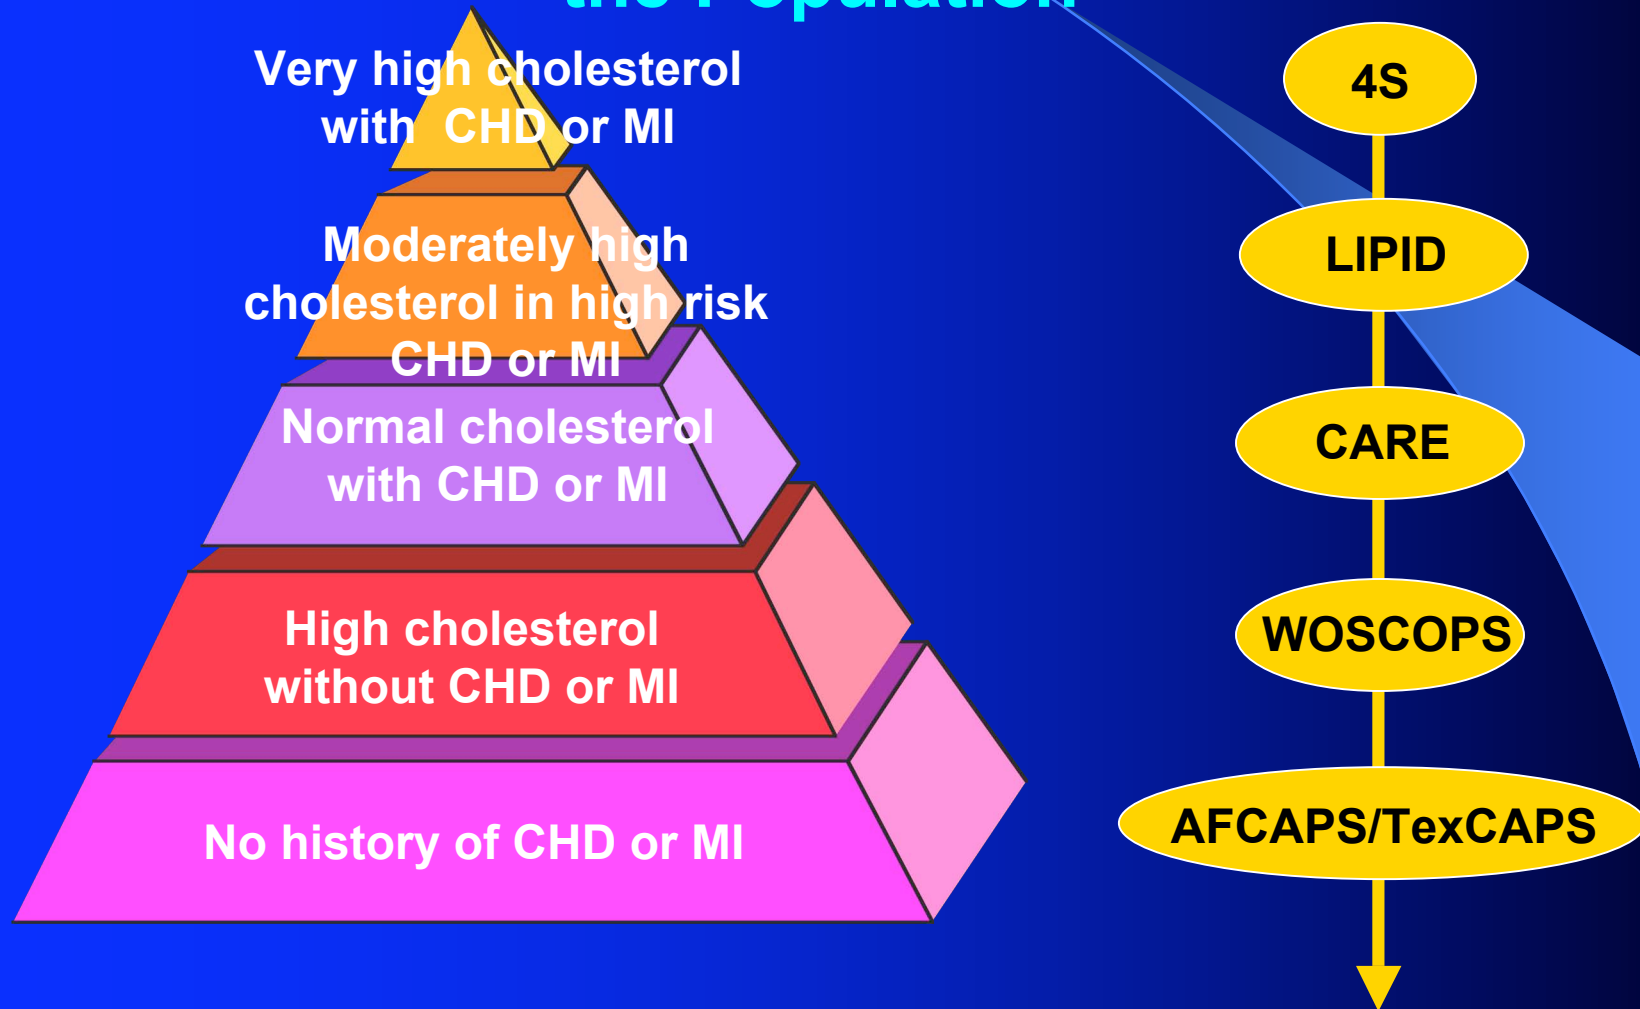 the Population
Very high cholesterol
with CHD or MI
Moderately high
cholesterol in high risk
CHD or MI
Normal cholesterol
with CHD or MI
High cholesterol
without CHD or MI
No history of CHD or MI
4S
LIPID
CARE
WOSCOPS
AFCAPS/TexCAPS